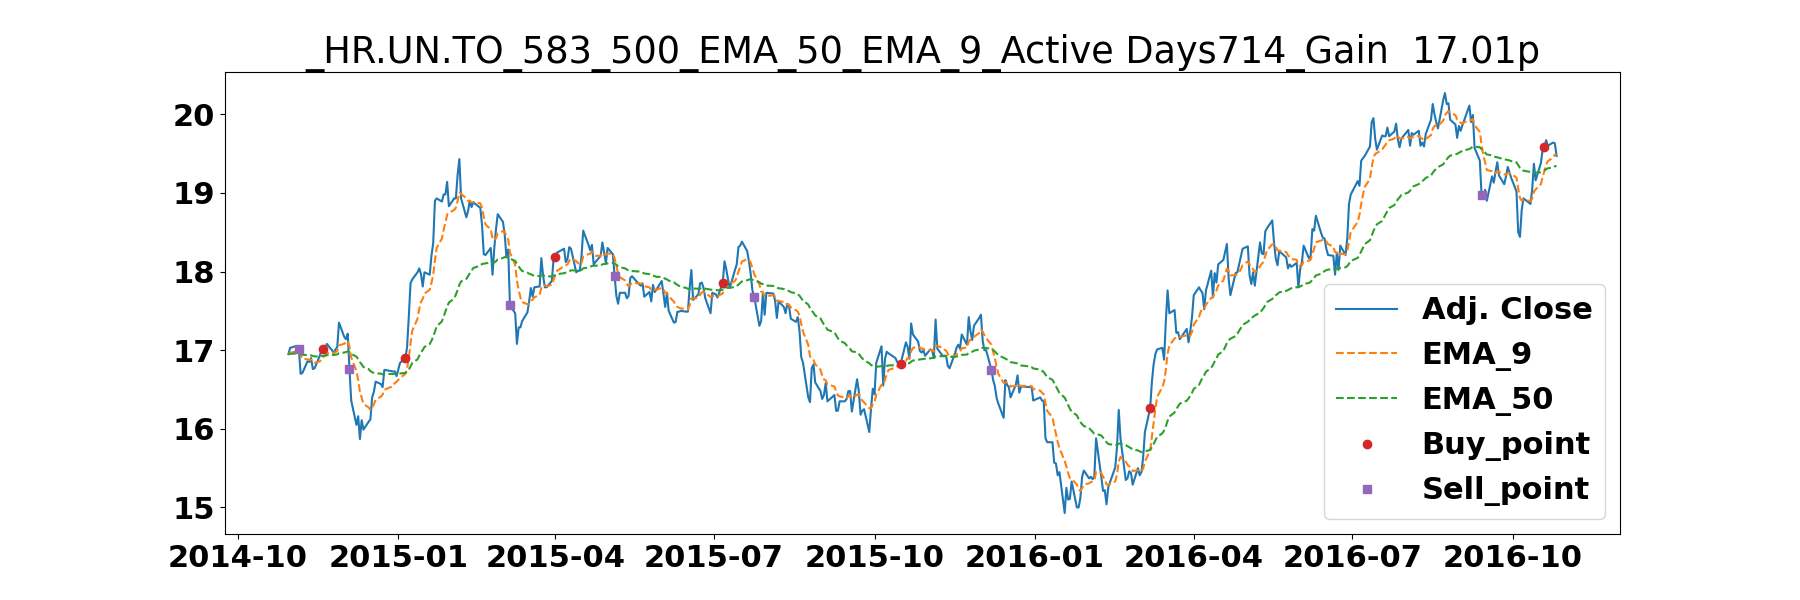 _HR.UN.TO_583_500_EMA_50_EMA_9_Active Days714_Gain  17.01p
20
19
18
17
16
15
Adj. Close
EMA_9
EMA_50
Buy_point
Sell_point
2014-10 2015-01 2015-04 2015-07 2015-10 2016-01 2016-04 2016-07 2016-10